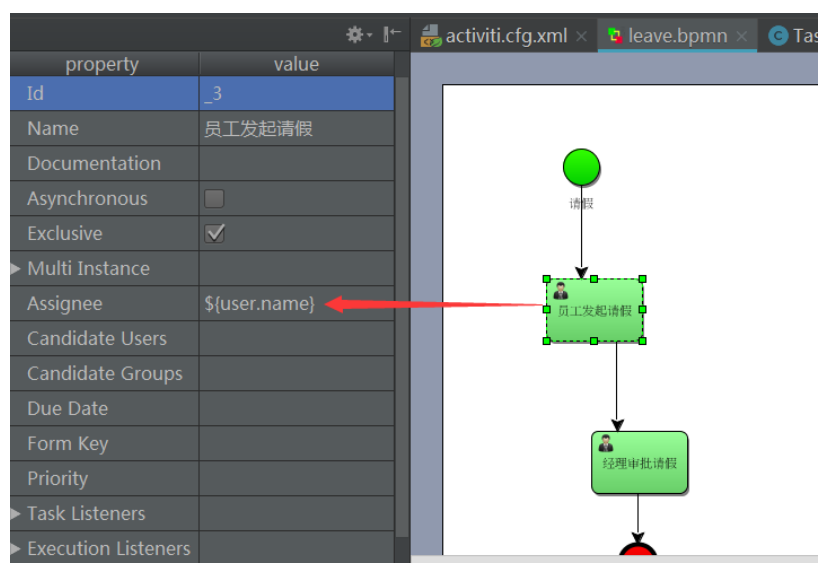 activiti.cfg.xml
leave.bpmn
Tas
property value
Id _3
Name 员工发起请假
Documentation
Asynchronous
Exclusive
Multi Instance
Assignee ${user.name}
Candidate Users
Candidate Groups
Due Date
Form Key
Priority
Task Listeners
Execution Listeners
请假
员工发起请假
经理审批请假